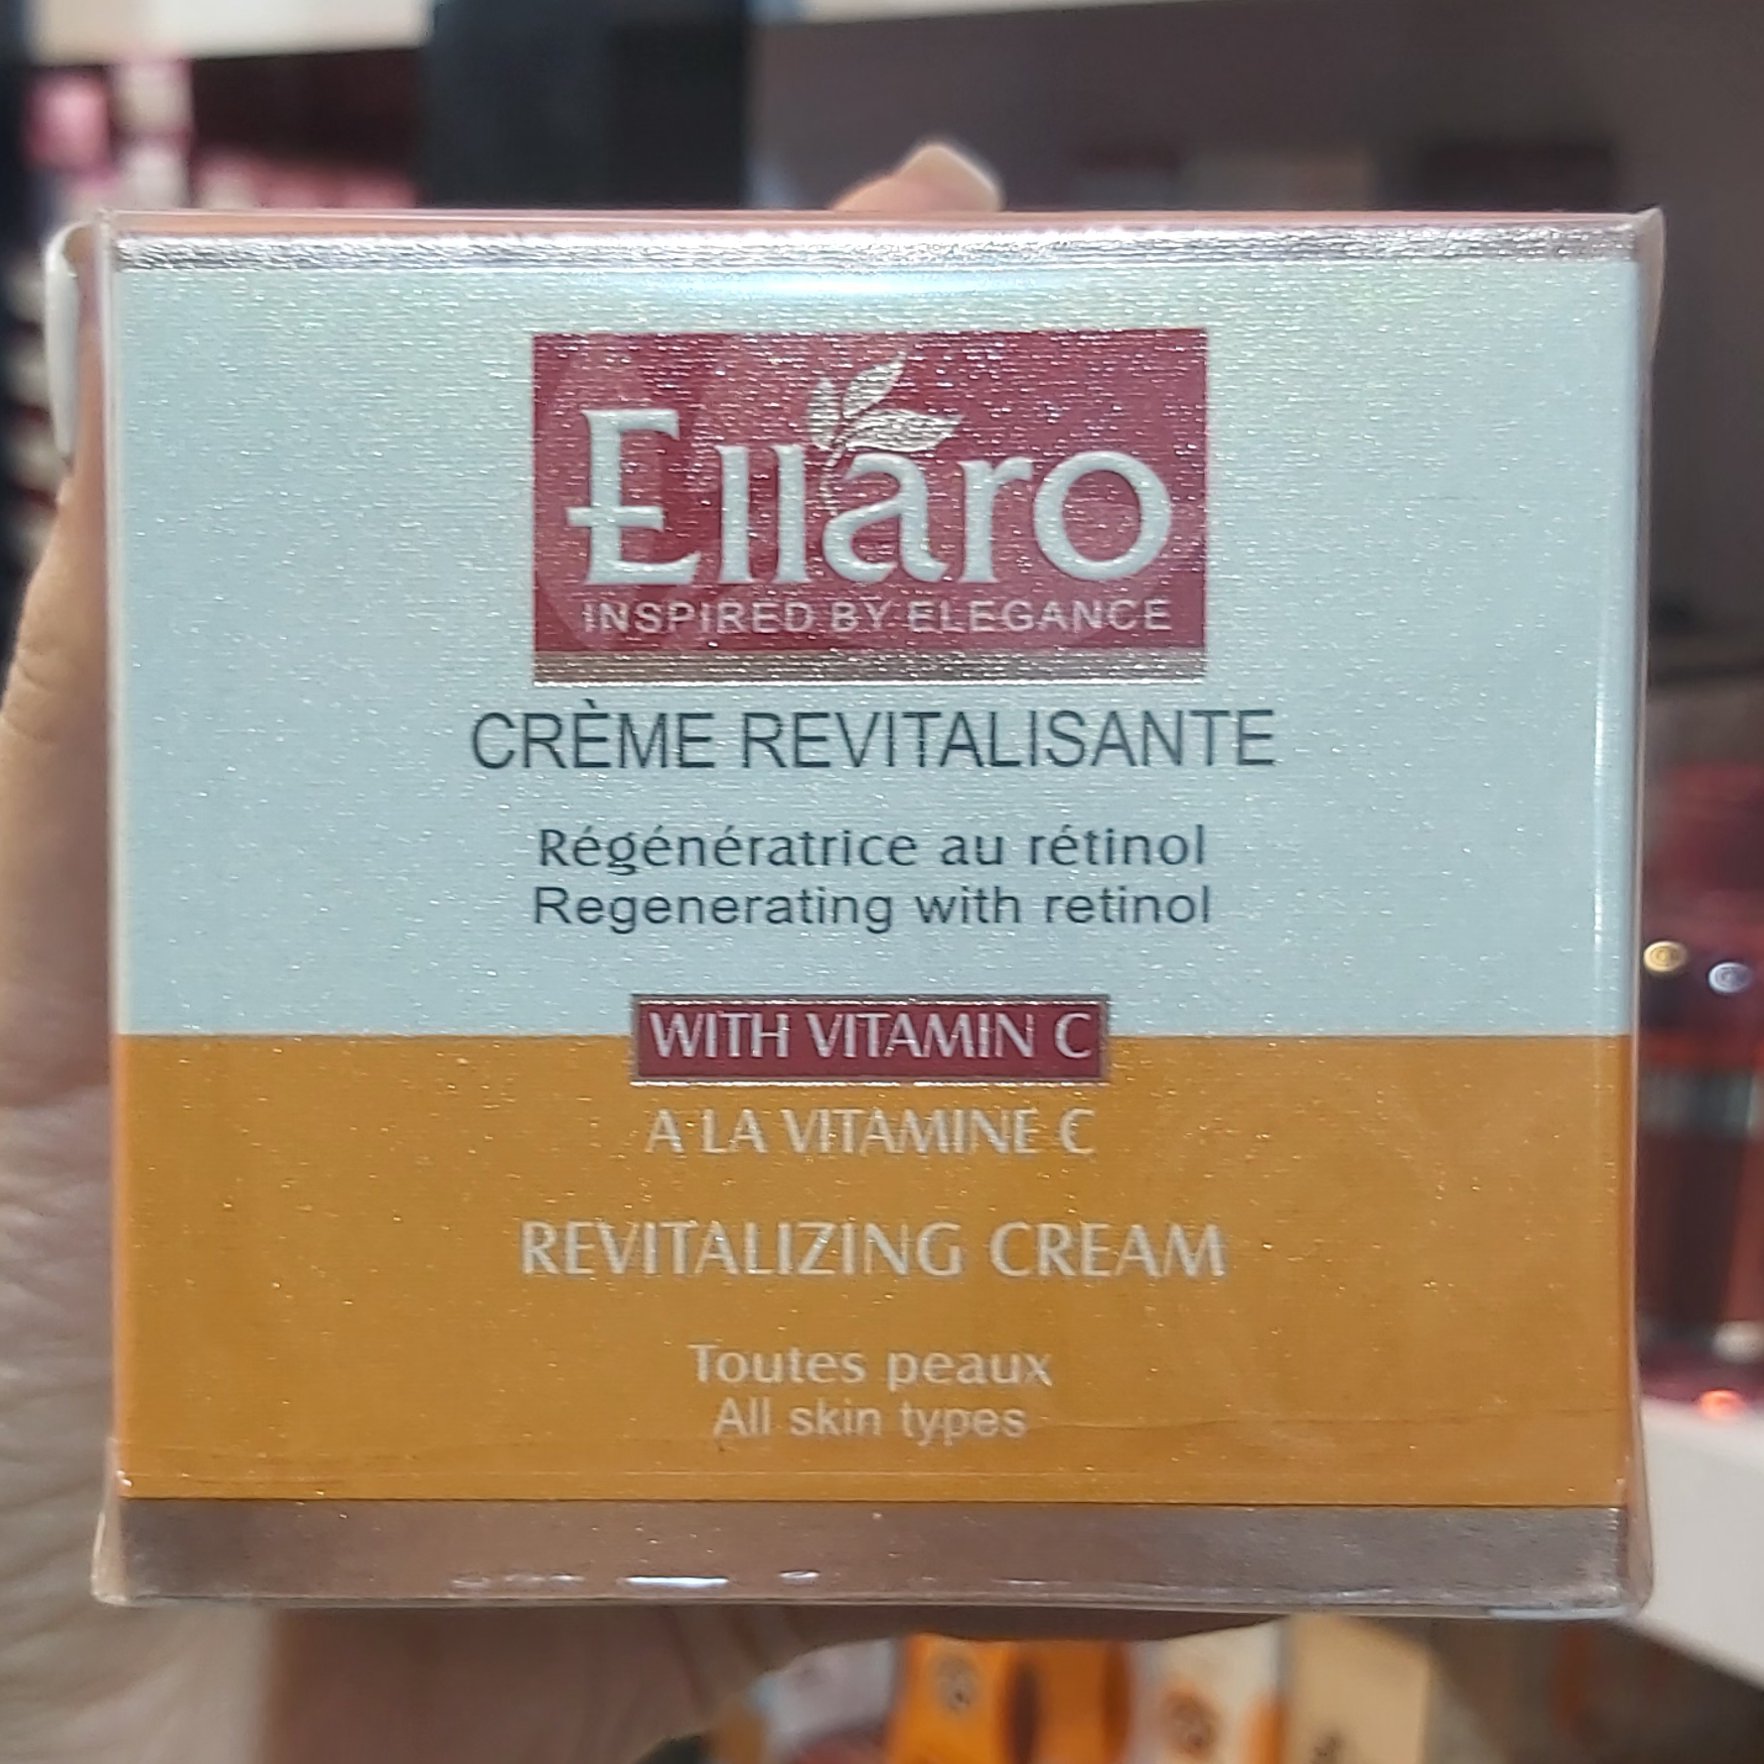 Ellaro
INSPIRED BY ELEGANCE
CRÈME REVITALISANTE
Régénératrice au rétinol
Regenerating with retinol
WITH VITAMIN C
A LA VITAMINE C
REVITALIZING CREAM
Toutes peaux
All skin types